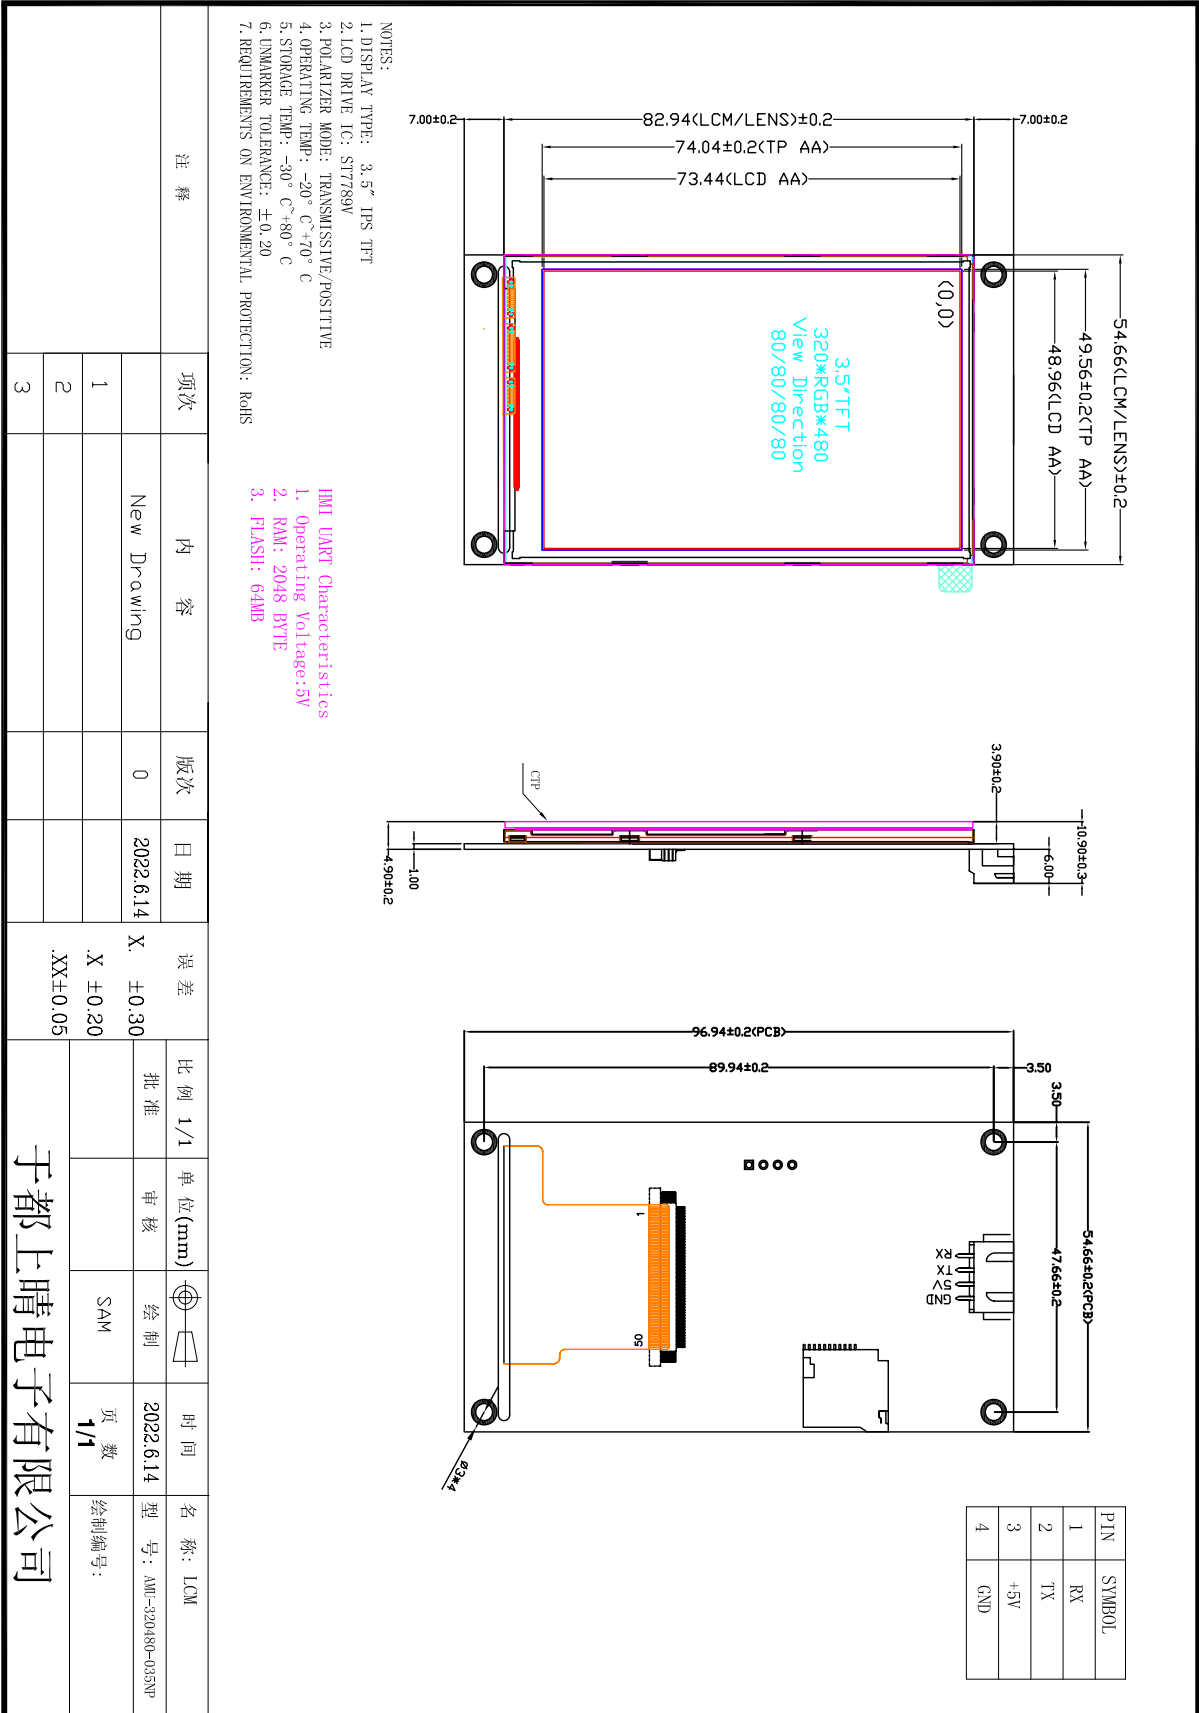 82.94(LCM/LENS)±0.2
7.00±0.2
7.00±0.2
74.04±0.2(TP AA)
73.44(LCD AA)
54.66(LCM/LENS)±0.2
49.56±0.2(TP AA)
48.96(LCD AA)
(0,0)
3.5"TFT
320*RGB*480
View Direction
80/80/80/80
NOTES:
1. DISPLAY TYPE: 3.5″ IPS TFT
2. LCD DRIVE IC: ST7789V
3. POLARIZER MODE: TRANSMISSIVE/POSITIVE
4. OPERATING TEMP: -20° C~+70° C
5. STORAGE TEMP: -30° C~+80° C
6. UNMARKER TOLERANCE: ±0.20
7. REQUIREMENTS ON ENVIRONMENTAL PROTECTION: RoHS
HMI UART Characteristics
1. Operating Voltage:5V
2. RAM: 2048 BYTE
3. FLASH: 64MB
3.90±0.2
10.90±0.3
6.00
CTP
1.00
4.90±0.2
96.94±0.2(PCB)
89.94±0.2
3.50
3.50
54.66±0.2(PCB)
47.66±0.2
RX
TX
5V
GND
1
50
Ø3*4
PIN SYMBOL
1 RX
2 TX
3 +5V
4 GND
注 释
项次 内 容 版次 日 期
New Drawing 0 2022.6.14
1
2
3
误 差
X. ±0.30
.X ±0.20
.XX±0.05
比 例 1/1 单 位(mm) 时 间 名 称: LCM
批 准 审 核 绘 制 2022.6.14 型 号: AMU-320480-035NP
SAM 页 数 绘制编号:
1/1
于都上晴电子有限公司